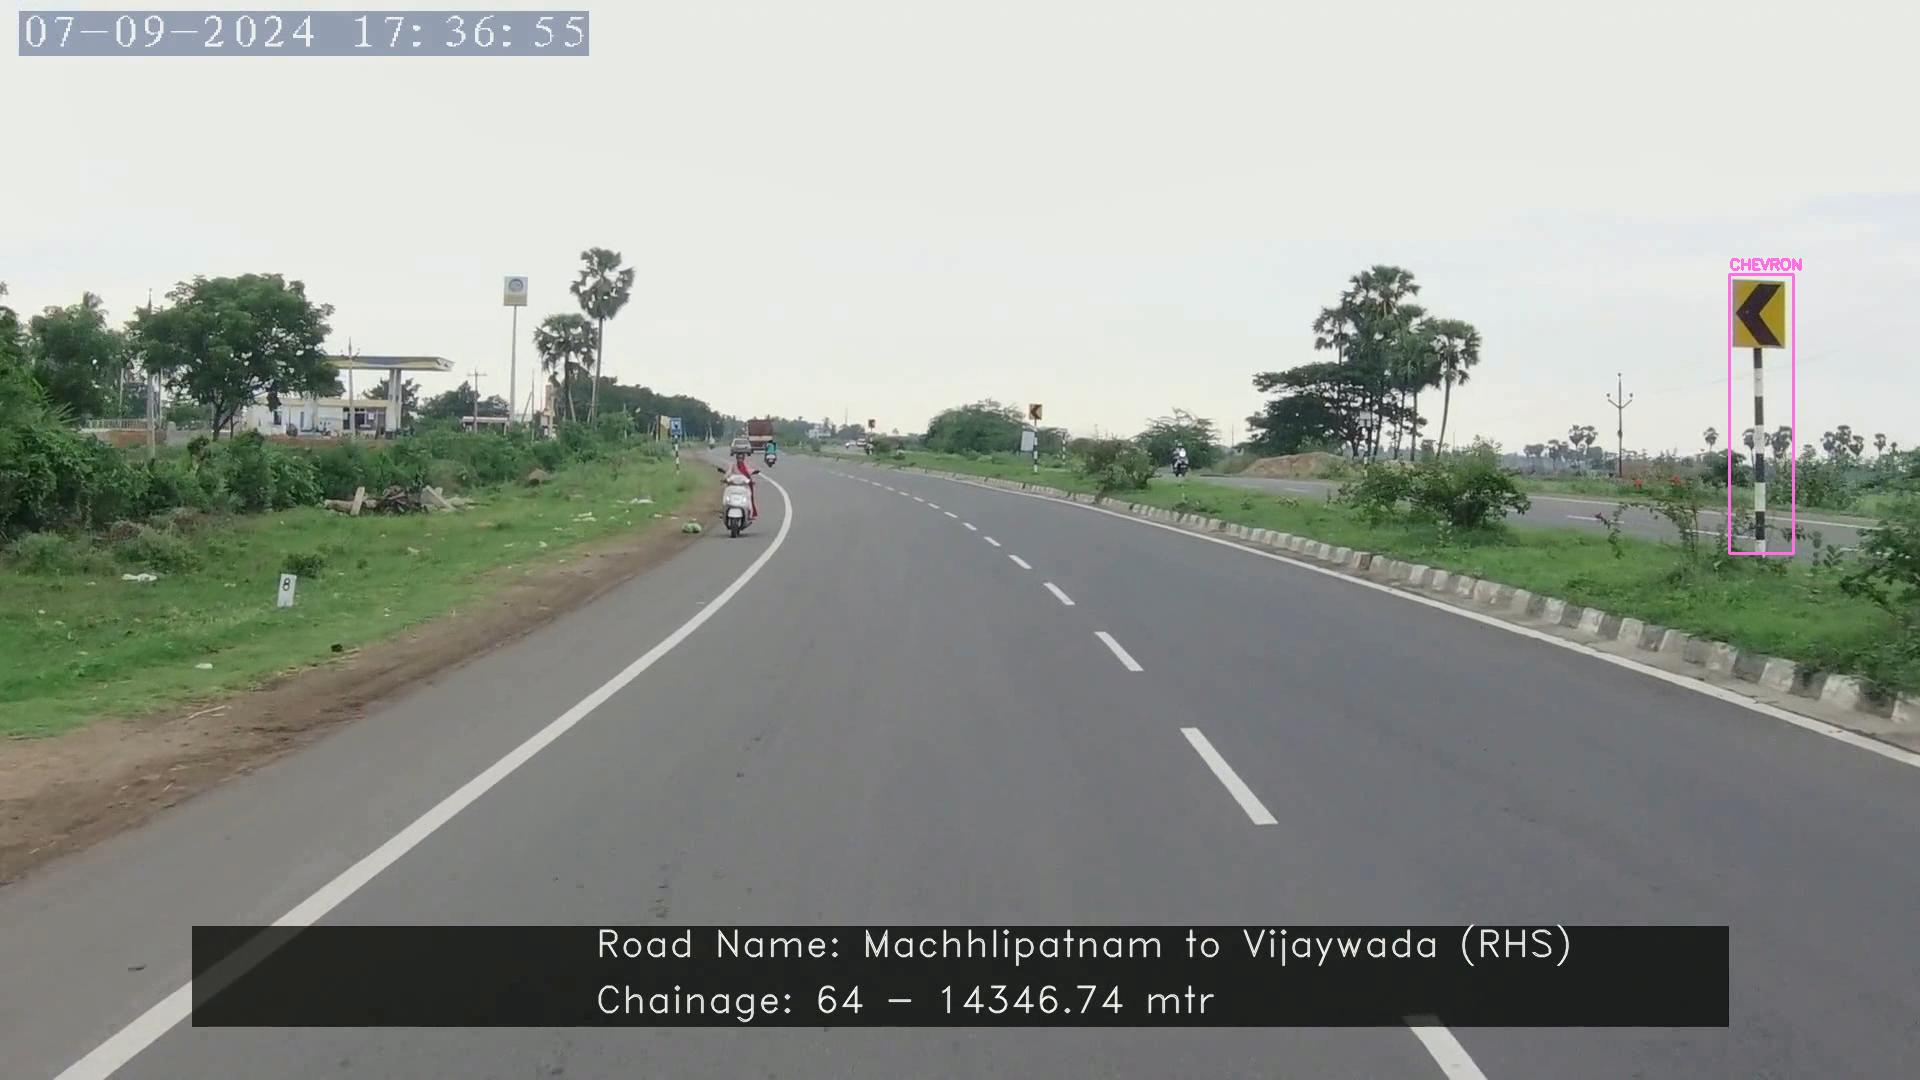 07-09-2024 17:36:55
CHEVRON
8
Road Name: Machhlipatnam to Vijaywada (RHS)
Chainage: 64 - 14346.74 mtr